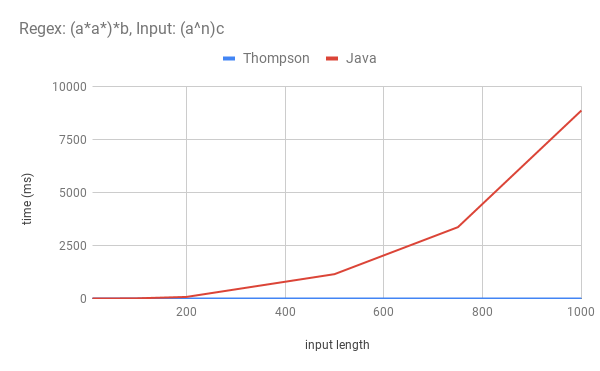 Regex: (a*a*)*b, Input: (a^n)c
Thompson Java
10000
7500
5000
2500
0
time (ms)
200 400 600 800 1000
input length